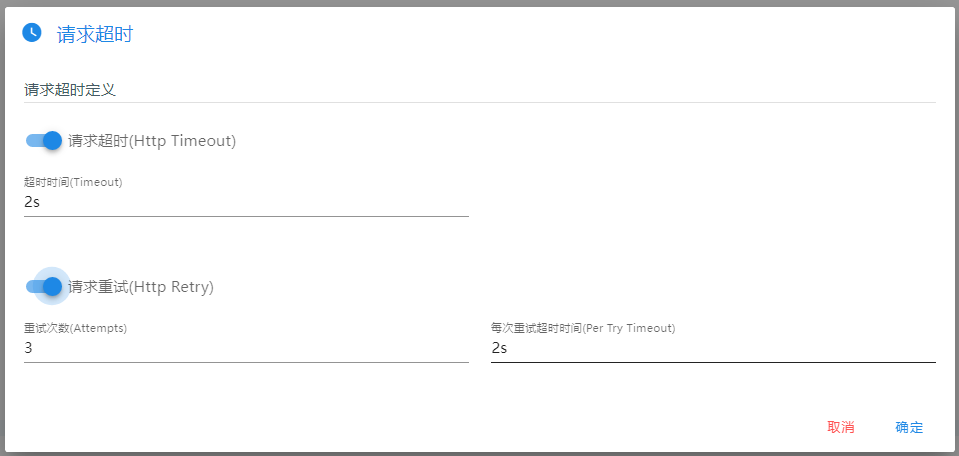 请求超时
请求超时定义
请求超时(Http Timeout)
超时时间(Timeout)
2s
请求重试(Http Retry)
重试次数(Attempts)
每次重试超时时间(Per Try Timeout)
3
2s
取消
确定